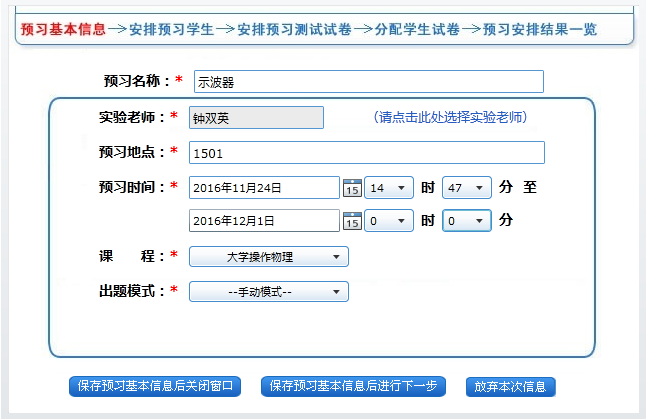 预习基本信息—>安排预习学生—>安排预习测试试卷—>分配学生试卷—>预习安排结果一览
预习名称：* 示波器
实验老师：* 钟双英 （请点击此处选择实验老师）
预习地点：* 1501
预习时间：* 2016年11月24日 15 14 时 47 分 至
2016年12月1日 15 0 时 0 分
课 程：* 大学操作物理
出题模式：* --手动模式--
保存预习基本信息后关闭窗口 保存预习基本信息后进行下一步 放弃本次信息